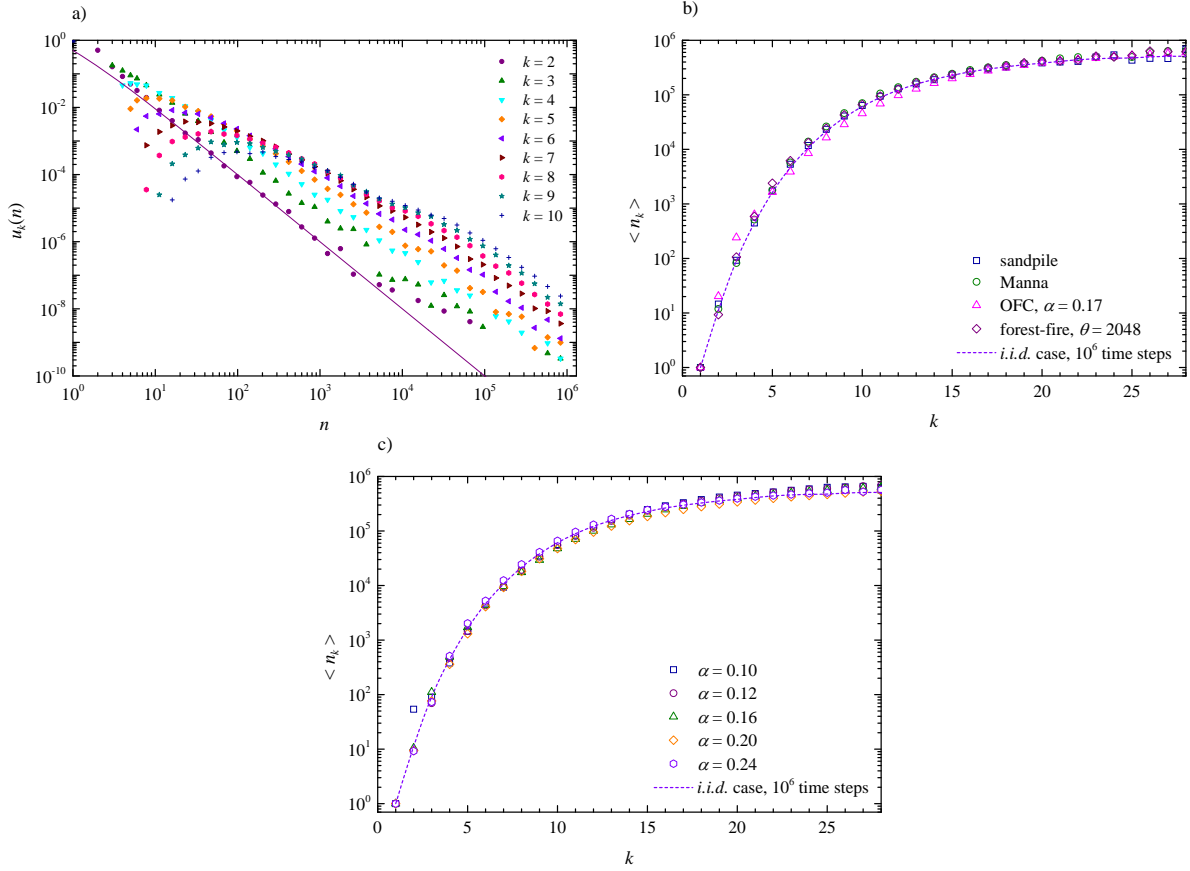 a)
10^0
10^-2
10^-4
10^-6
10^-8
10^-10
u_k(n)
k = 2
k = 3
k = 4
k = 5
k = 6
k = 7
k = 8
k = 9
k = 10
10^0 10^1 10^2 10^3 10^4 10^5 10^6
n
b)
10^6
10^5
10^4
10^3
10^2
10^1
10^0
< n_k >
sandpile
Manna
OFC, α = 0.17
forest-fire, θ = 2048
i.i.d. case, 10^6 time steps
0 5 10 15 20 25
k
c)
10^6
10^5
10^4
10^3
10^2
10^1
10^0
< n_k >
α = 0.10
α = 0.12
α = 0.16
α = 0.20
α = 0.24
i.i.d. case, 10^6 time steps
0 5 10 15 20 25
k